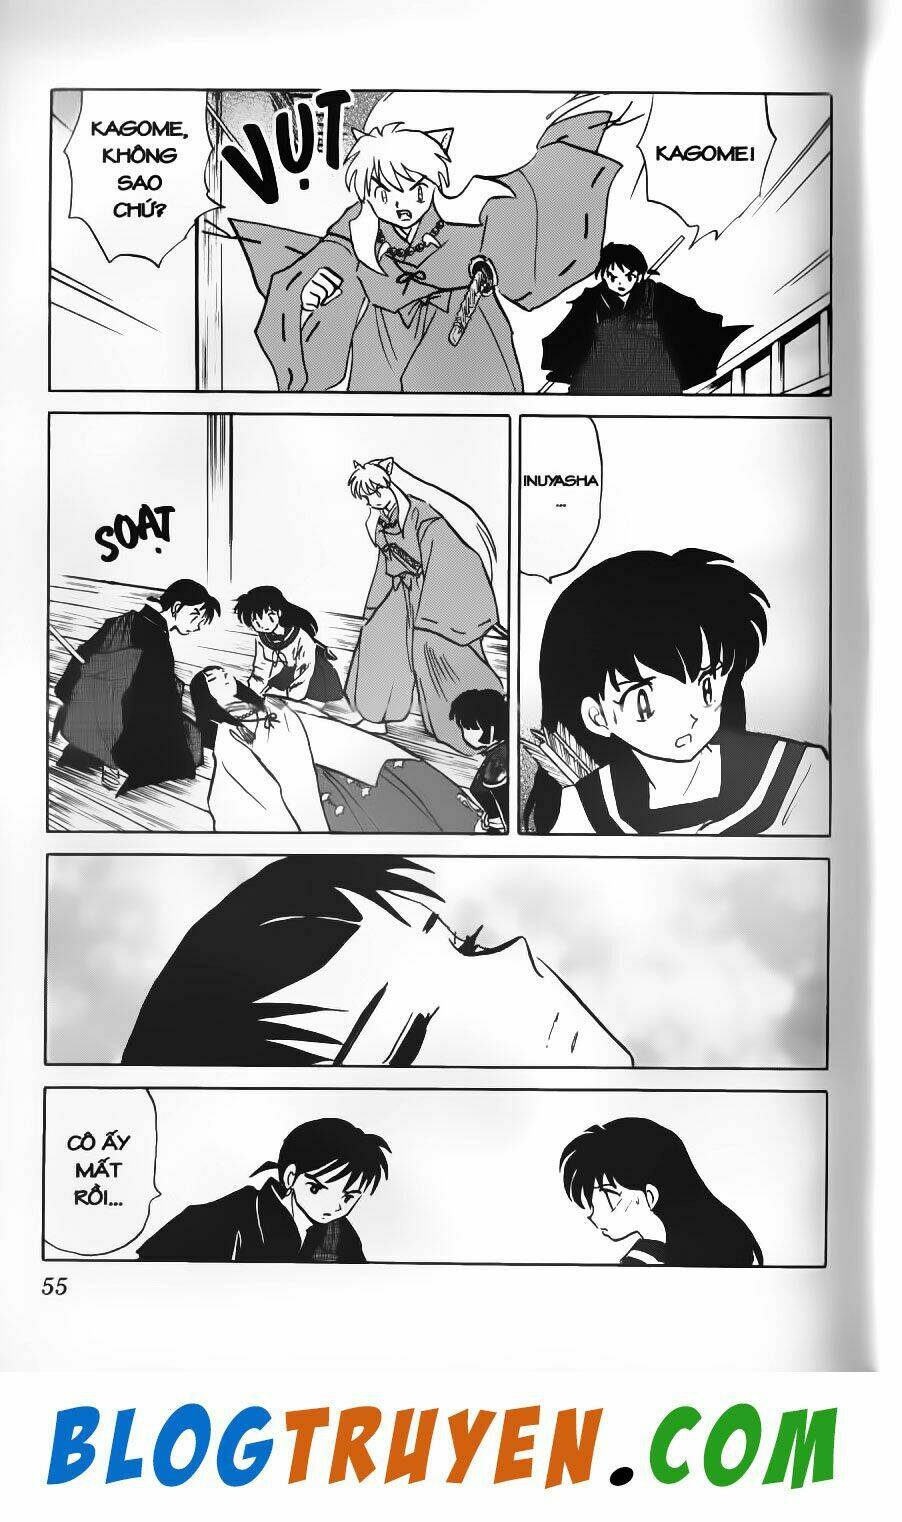 KAGOME!
VỤT
KAGOME,
KHÔNG
SAO
CHỨ?
SOẠT
INUYASHA
...
CÔ ẤY
MẤT
RỒI...
55
BLOGTRUYEN.COM